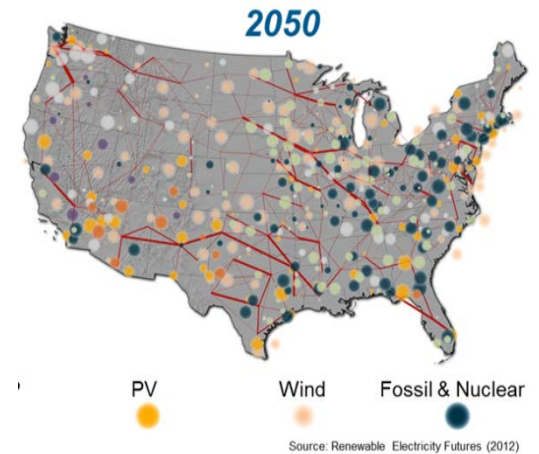 2050
PV Wind Fossil & Nuclear
Source: Renewable Electricity Futures (2012)